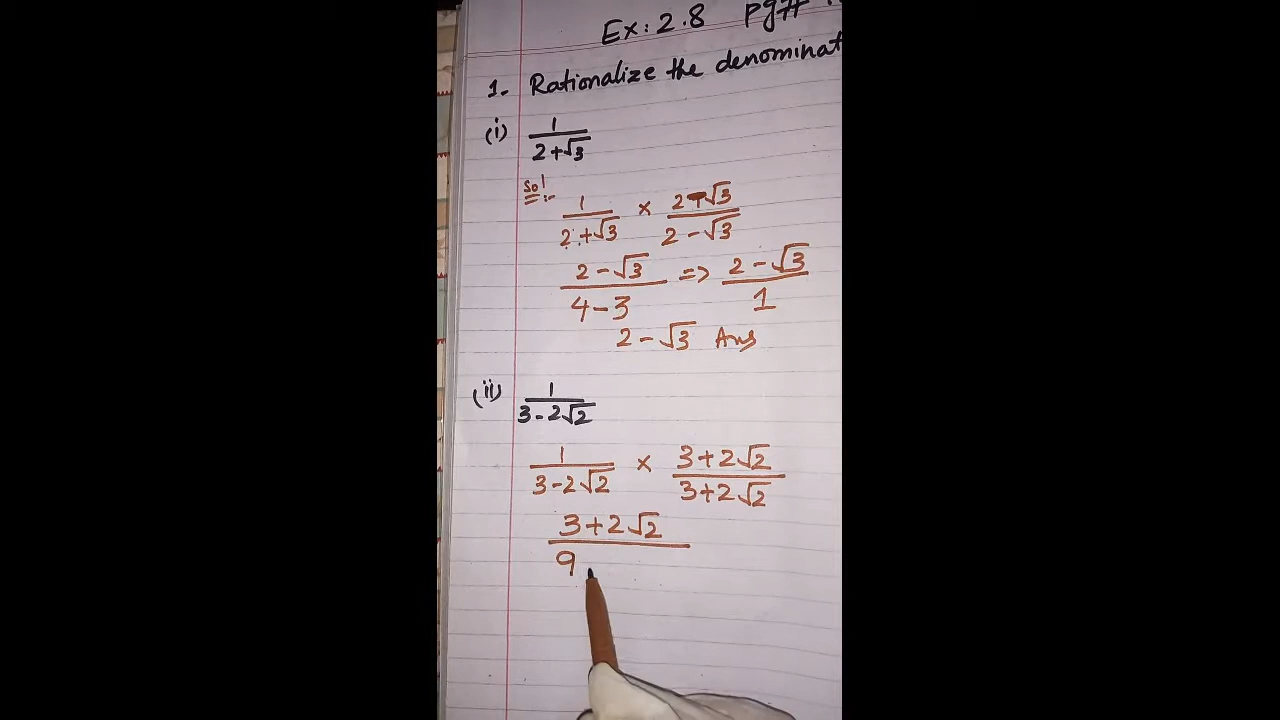 Ex: 2.8 pg#
1. Rationalize the denominat
(i) 1/(2+√3)
Sol:-
1/(2+√3) × (2-√3)/(2-√3)
(2-√3)/(4-3) => (2-√3)/1
2-√3 Ans
(ii) 1/(3-2√2)
1/(3-2√2) × (3+2√2)/(3+2√2)
3+2√2
9